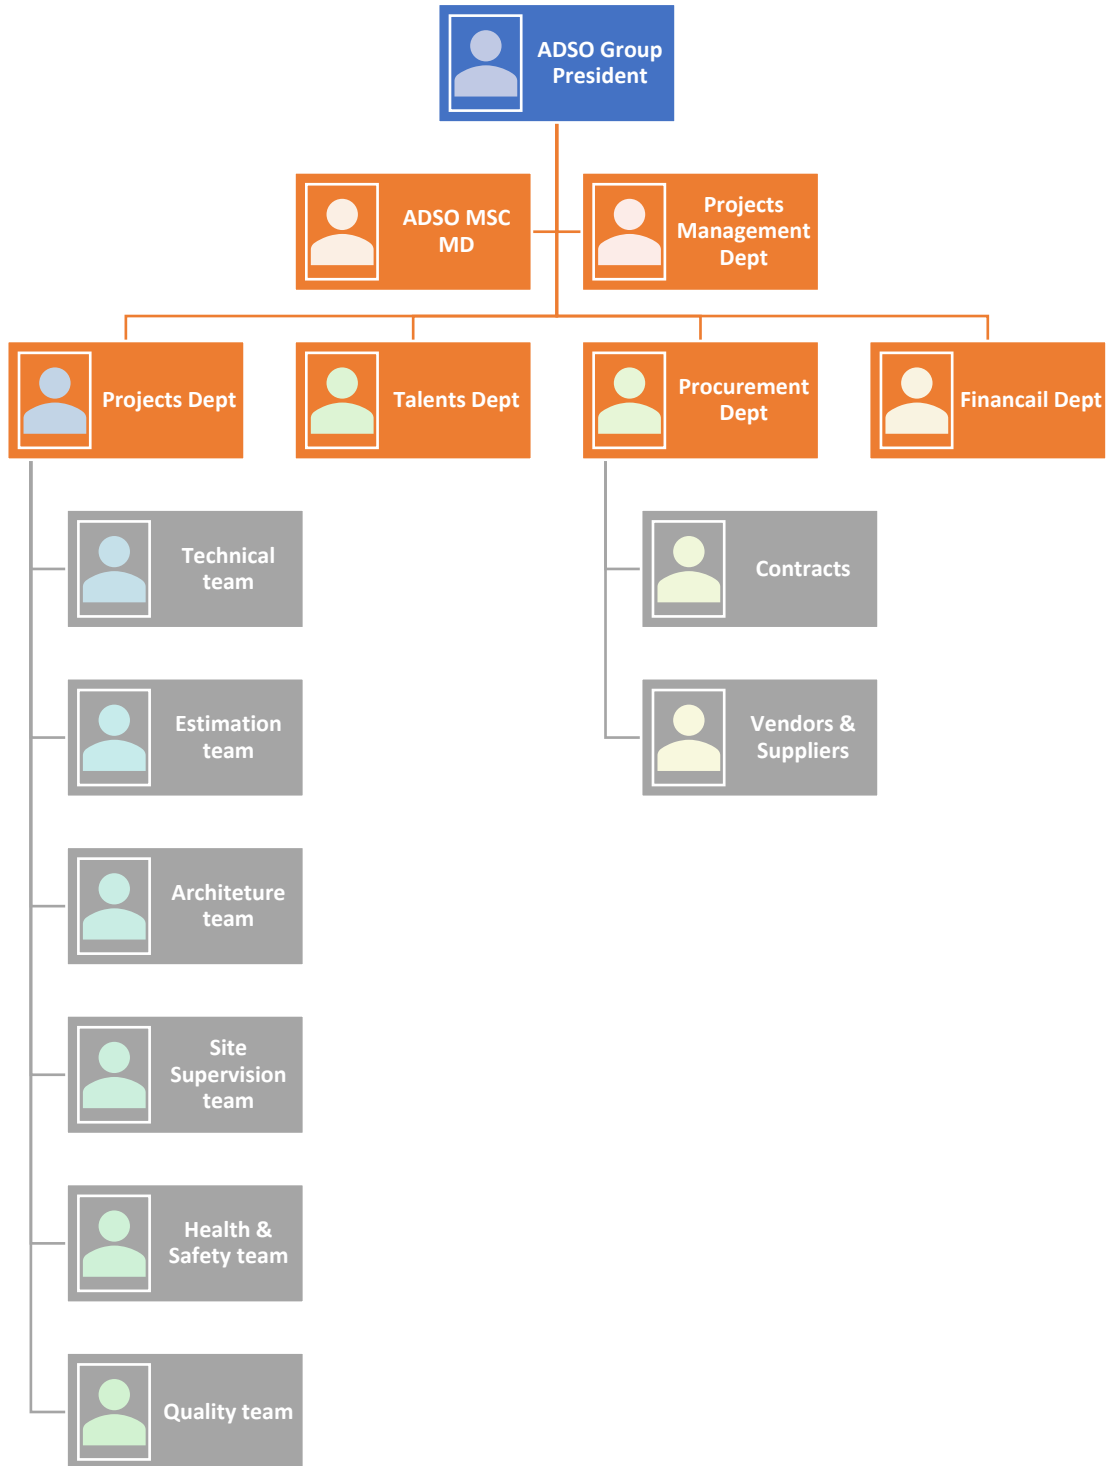 ADSO Group
President
ADSO MSC
MD
Projects
Management
Dept
Projects Dept
Talents Dept
Procurement
Dept
Financail Dept
Technical
team
Contracts
Estimation
team
Vendors &
Suppliers
Architeture
team
Site
Supervision
team
Health &
Safety team
Quality team